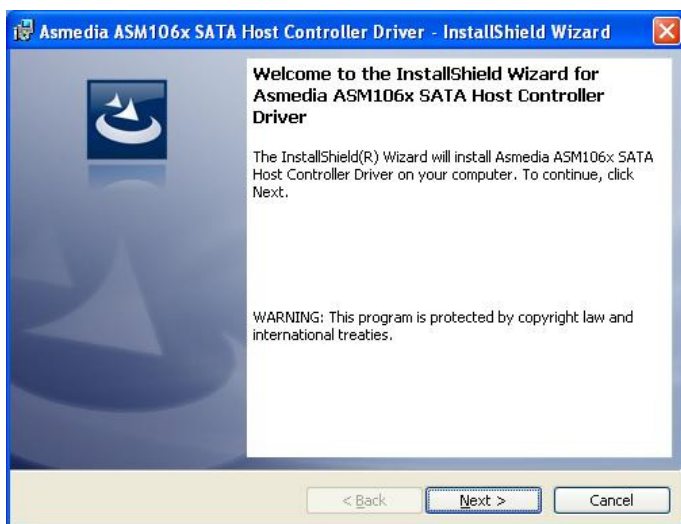 Asmedia ASM106x SATA Host Controller Driver - InstallShield Wizard
Welcome to the InstallShield Wizard for
Asmedia ASM106x SATA Host Controller
Driver
The InstallShield(R) Wizard will install Asmedia ASM106x SATA
Host Controller Driver on your computer. To continue, click
Next.
WARNING: This program is protected by copyright law and
international treaties.
< Back
Next >
Cancel